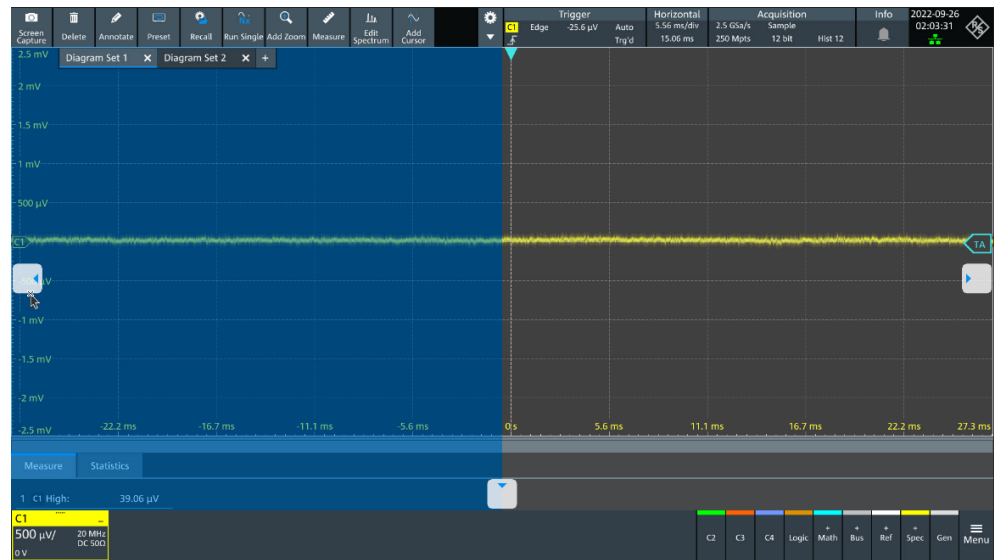 Screen Capture
Delete
Annotate
Preset
Recall
Nx
Run Single
Add Zoom
Measure
Edit Spectrum
Add Cursor
Trigger
C1 Edge -25.6 µV Auto
Trg'd
Horizontal
5.56 ms/div
15.06 ms
Acquisition
2.5 GSa/s Sample
250 Mpts 12 bit Hist 12
Info
2022-09-26
02:03:31
R&S
2.5 mV
Diagram Set 1 X Diagram Set 2 X +
2 mV
1.5 mV
1 mV
500 µV
C1
TA
-1 mV
-1.5 mV
-2 mV
-2.5 mV
-22.2 ms -16.7 ms -11.1 ms -5.6 ms 0 s 5.6 ms 11.1 ms 16.7 ms 22.2 ms 27.3 ms
Measure Statistics
1 C1 High: 39.06 µV
C1
500 µV/ 20 MHz
DC 50Ω
0 V
C2 C3 C4 Logic + Math + Bus + Ref + Spec Gen Menu